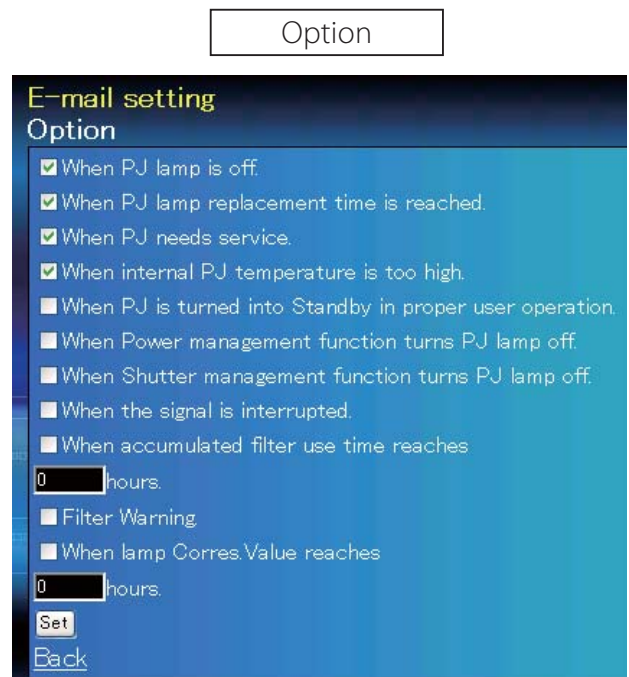 Option
E-mail setting
Option
When PJ lamp is off.
When PJ lamp replacement time is reached.
When PJ needs service.
When internal PJ temperature is too high.
When PJ is turned into Standby in proper user operation.
When Power management function turns PJ lamp off.
When Shutter management function turns PJ lamp off.
When the signal is interrupted.
When accumulated filter use time reaches
0 hours.
Filter Warning
When lamp Corres.Value reaches
0 hours.
Set
Back